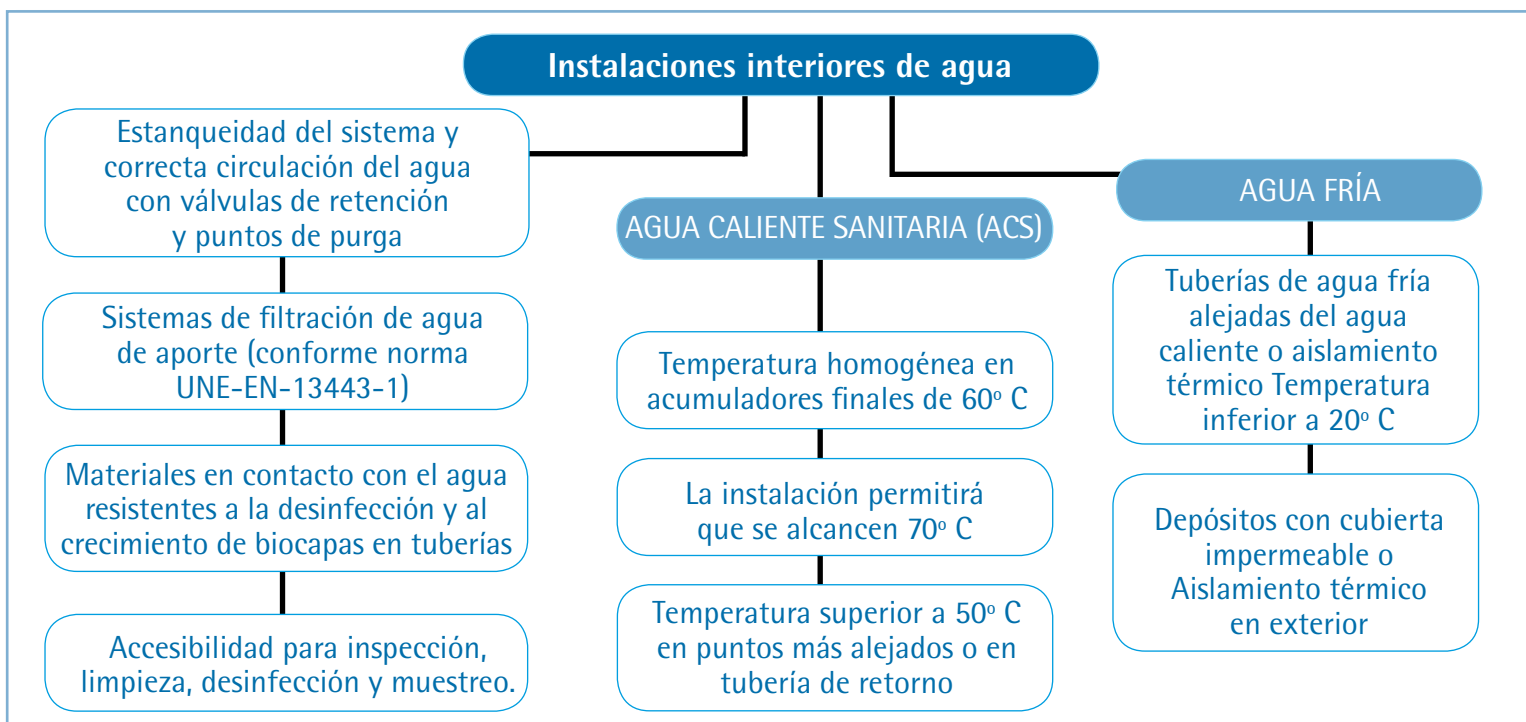 Instalaciones interiores de agua
Estanqueidad del sistema y
correcta circulación del agua
con válvulas de retención
y puntos de purga
Sistemas de filtración de agua
de aporte (conforme norma
UNE-EN-13443-1)
Materiales en contacto con el agua
resistentes a la desinfección y al
crecimiento de biocapas en tuberías
Accesibilidad para inspección,
limpieza, desinfección y muestreo.
AGUA CALIENTE SANITARIA (ACS)
Temperatura homogénea en
acumuladores finales de 60º C
La instalación permitirá
que se alcancen 70º C
Temperatura superior a 50º C
en puntos más alejados o en
tubería de retorno
AGUA FRÍA
Tuberías de agua fría
alejadas del agua
caliente o aislamiento
térmico Temperatura
inferior a 20º C
Depósitos con cubierta
impermeable o
Aislamiento térmico
en exterior